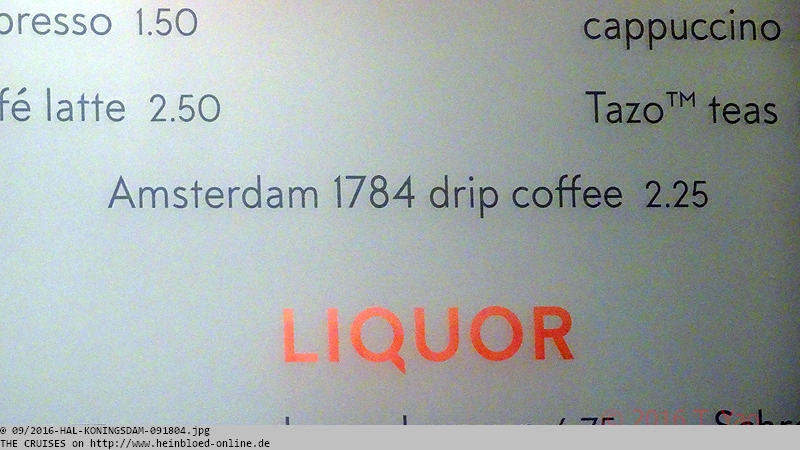 presso 1.50 cappuccino
fé latte 2.50 Tazo™ teas
Amsterdam 1784 drip coffee 2.25
LIQUOR
© 2016
© 09/2016-HAL-KONINGSDAM-091804.jpg
THE CRUISES on http://www.heinbloed-online.de